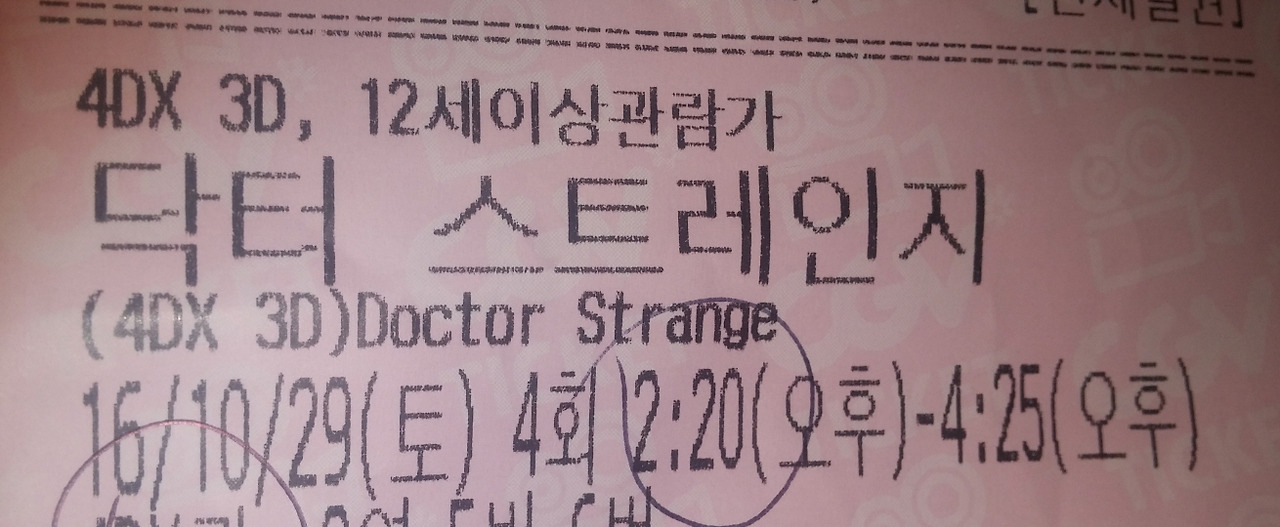 4DX 3D, 12세이상관람가
닥터 스트레인지
(4DX 3D)Doctor Strange
16/10/29(토) 4회 2:20(오후)-4:25(오후)